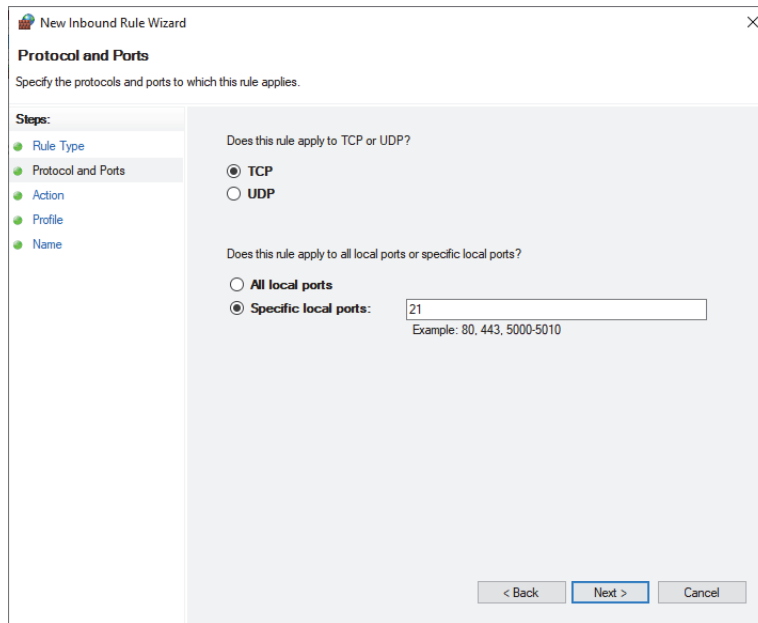 New Inbound Rule Wizard
Protocol and Ports
Specify the protocols and ports to which this rule applies.
Steps:
Rule Type
Protocol and Ports
Action
Profile
Name
Does this rule apply to TCP or UDP?
TCP
UDP
Does this rule apply to all local ports or specific local ports?
All local ports
Specific local ports: 21
Example: 80, 443, 5000-5010
< Back Next > Cancel